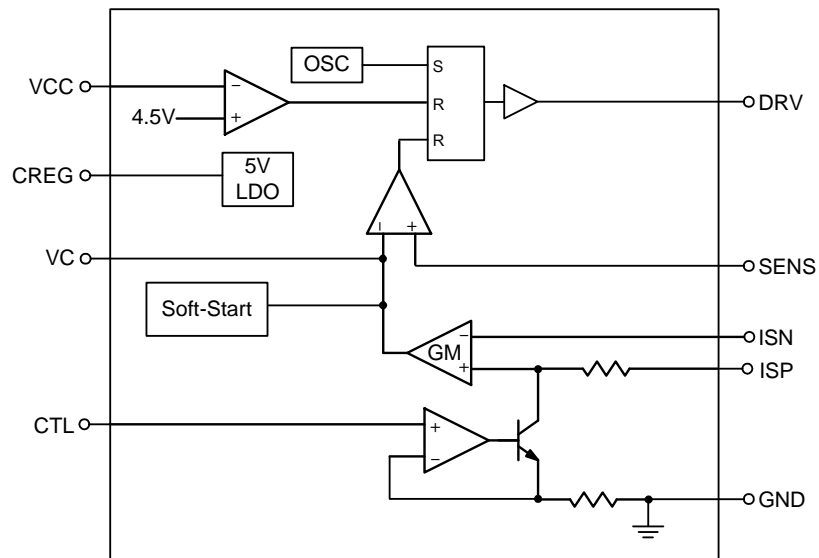 OSC
S
VCC
−
R
DRV
4.5V
+
R
5V
LDO
CREG
−
+
VC
SENS
Soft-Start
−
ISN
GM
+
ISP
CTL
+
−
GND